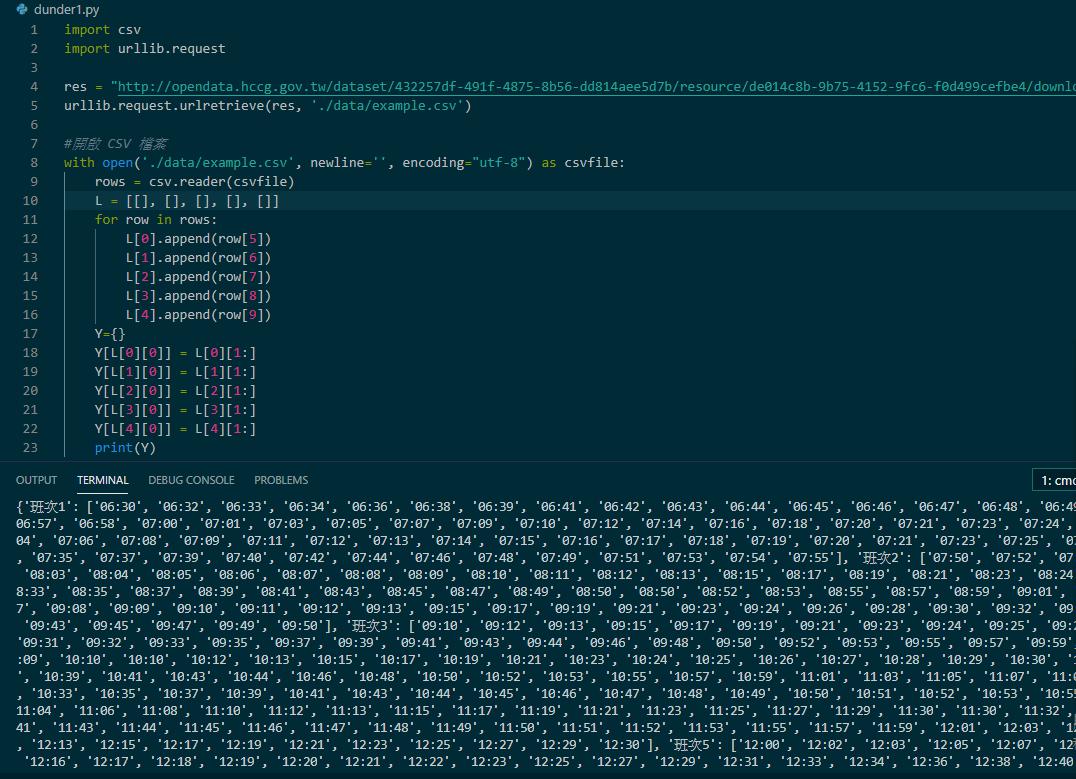 dunder1.py
1 import csv
2 import urllib.request
3
4 res = "http://opendata.hccg.gov.tw/dataset/432257df-491f-4875-8b56-dd814aee5d7b/resource/de014c8b-9b75-4152-9fc6-f0d499cefbe4/downlo
5 urllib.request.urlretrieve(res, './data/example.csv')
6
7 #開啟 CSV 檔案
8 with open('./data/example.csv', newline='', encoding="utf-8") as csvfile:
9 rows = csv.reader(csvfile)
10 L = [[], [], [], [], []]
11 for row in rows:
12 L[0].append(row[5])
13 L[1].append(row[6])
14 L[2].append(row[7])
15 L[3].append(row[8])
16 L[4].append(row[9])
17 Y={}
18 Y[L[0][0]] = L[0][1:]
19 Y[L[1][0]] = L[1][1:]
20 Y[L[2][0]] = L[2][1:]
21 Y[L[3][0]] = L[3][1:]
22 Y[L[4][0]] = L[4][1:]
23 print(Y)
OUTPUT TERMINAL DEBUG CONSOLE PROBLEMS 1: cmd
{'班次1': ['06:30', '06:32', '06:33', '06:34', '06:36', '06:38', '06:39', '06:41', '06:42', '06:43', '06:44', '06:45', '06:46', '06:47', '06:48', '06:49
06:57', '06:58', '07:00', '07:01', '07:03', '07:05', '07:07', '07:09', '07:10', '07:12', '07:14', '07:16', '07:18', '07:20', '07:21', '07:23', '07:24',
04', '07:06', '07:08', '07:09', '07:11', '07:12', '07:13', '07:14', '07:15', '07:16', '07:17', '07:18', '07:19', '07:20', '07:21', '07:23', '07:25', '07
, '07:35', '07:37', '07:39', '07:40', '07:42', '07:44', '07:46', '07:48', '07:49', '07:51', '07:53', '07:54', '07:55'], '班次2': ['07:50', '07:52', '07
'08:03', '08:04', '08:05', '08:06', '08:07', '08:08', '08:09', '08:10', '08:11', '08:12', '08:13', '08:15', '08:17', '08:19', '08:21', '08:23', '08:24
8:33', '08:35', '08:37', '08:39', '08:41', '08:43', '08:45', '08:47', '08:49', '08:50', '08:50', '08:52', '08:53', '08:55', '08:57', '08:59', '09:01', '
7', '09:08', '09:09', '09:10', '09:11', '09:12', '09:13', '09:15', '09:17', '09:19', '09:21', '09:23', '09:24', '09:26', '09:28', '09:30', '09:32', '09:
'09:43', '09:45', '09:47', '09:49', '09:50'], '班次3': ['09:10', '09:12', '09:13', '09:15', '09:17', '09:19', '09:21', '09:23', '09:24', '09:25', '09:2
'09:31', '09:32', '09:33', '09:35', '09:37', '09:39', '09:41', '09:43', '09:44', '09:46', '09:48', '09:50', '09:52', '09:53', '09:55', '09:57', '09:59'
:09', '10:10', '10:10', '10:12', '10:13', '10:15', '10:17', '10:19', '10:21', '10:23', '10:24', '10:25', '10:26', '10:27', '10:28', '10:29', '10:30', '1
', '10:39', '10:41', '10:43', '10:44', '10:46', '10:48', '10:50', '10:52', '10:53', '10:55', '10:57', '10:59', '11:01', '11:03', '11:05', '11:07', '11:0
, '10:33', '10:35', '10:37', '10:39', '10:41', '10:43', '10:44', '10:45', '10:46', '10:47', '10:48', '10:49', '10:50', '10:51', '10:52', '10:53', '10:55
11:04', '11:06', '11:08', '11:10', '11:12', '11:13', '11:15', '11:17', '11:19', '11:21', '11:23', '11:25', '11:27', '11:29', '11:30', '11:30', '11:32',
41', '11:43', '11:44', '11:45', '11:46', '11:47', '11:48', '11:49', '11:50', '11:51', '11:52', '11:53', '11:55', '11:57', '11:59', '12:01', '12:03', '12
, '12:13', '12:15', '12:17', '12:19', '12:21', '12:23', '12:25', '12:27', '12:29', '12:30'], '班次5': ['12:00', '12:02', '12:03', '12:05', '12:07', '12
'12:16', '12:17', '12:18', '12:19', '12:20', '12:21', '12:22', '12:23', '12:25', '12:27', '12:29', '12:31', '12:33', '12:34', '12:36', '12:38', '12:40